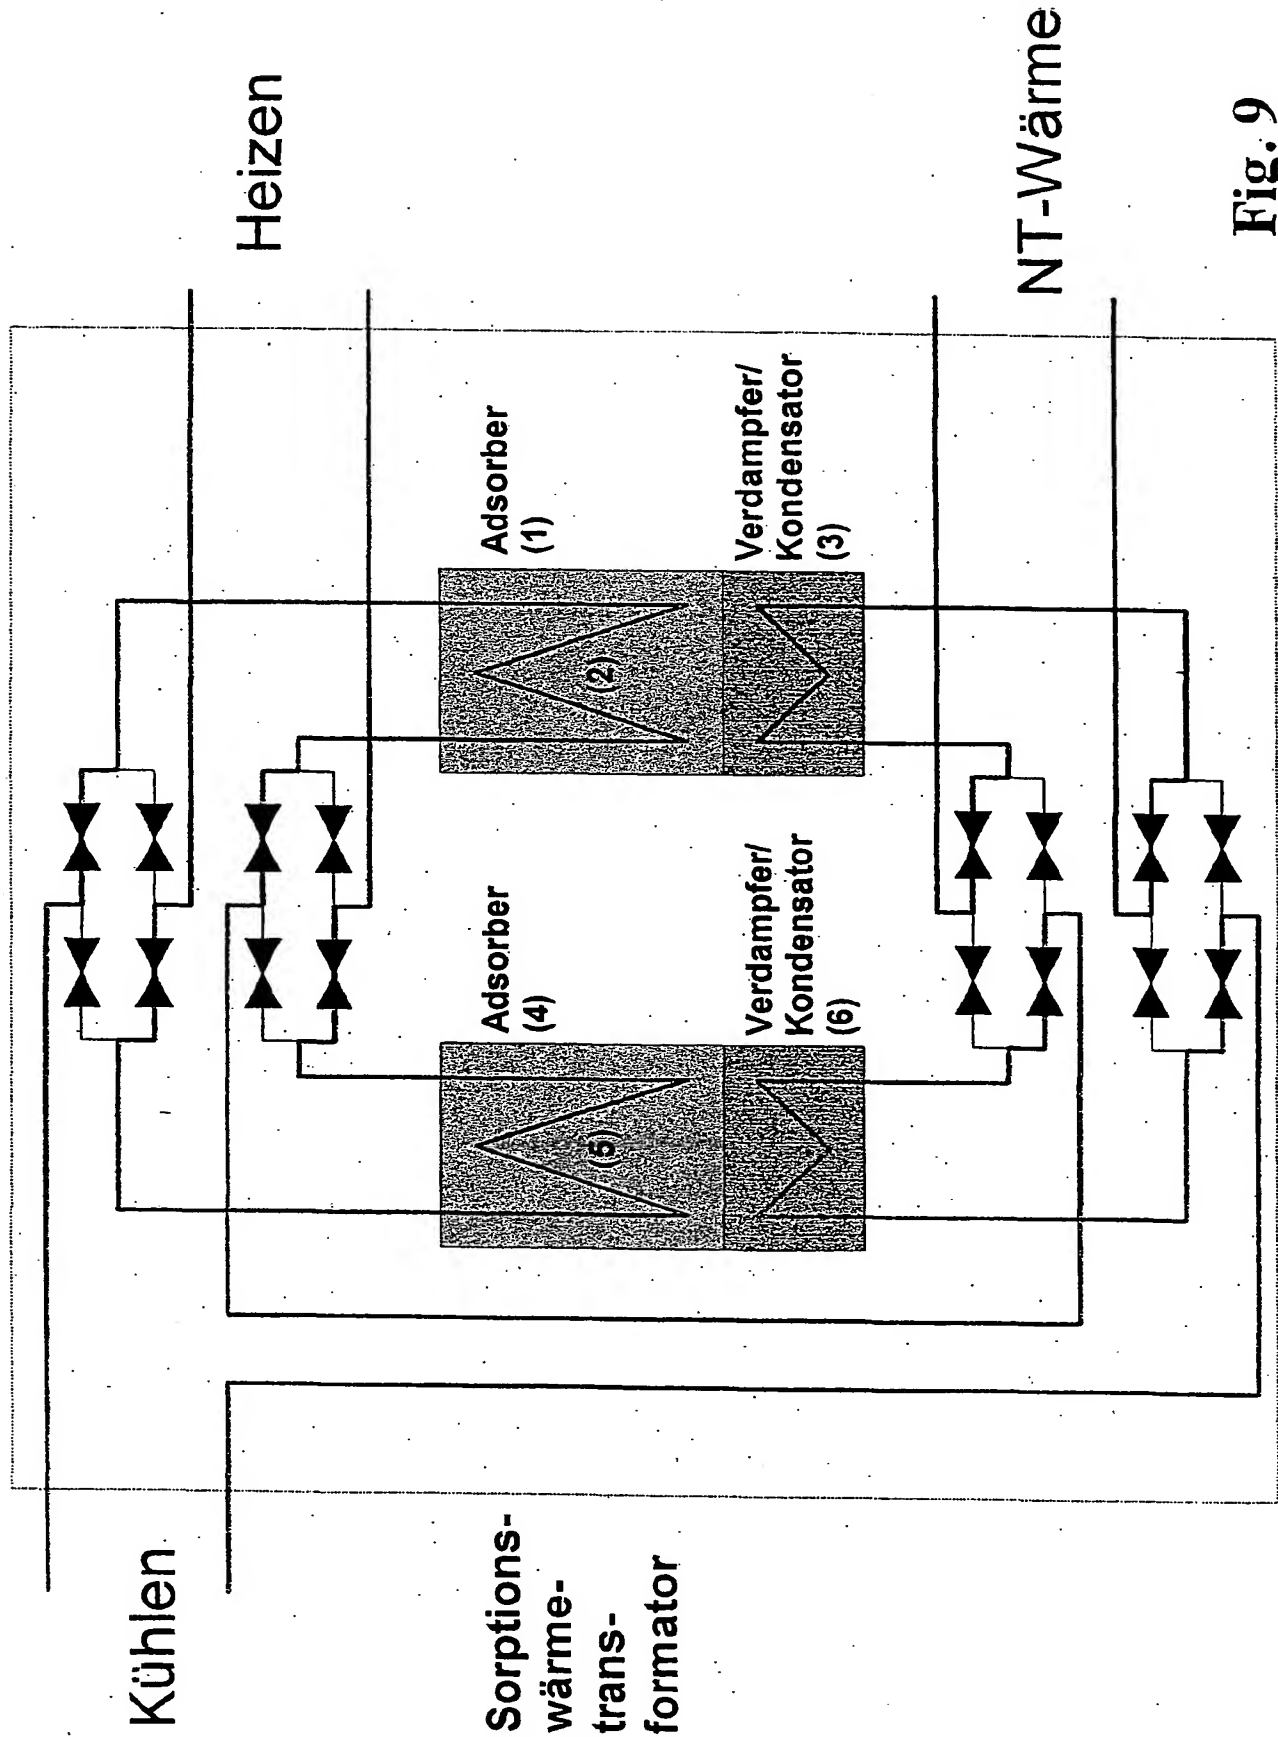 Kühlen
Heizen
Sorptions-
wärme-
trans-
formator
Adsorber
(4)
(5)
Adsorber
(1)
(2)
Verdampfer/
Kondensator
(6)
Verdampfer/
Kondensator
(3)
NT-Wärme
Fig. 9